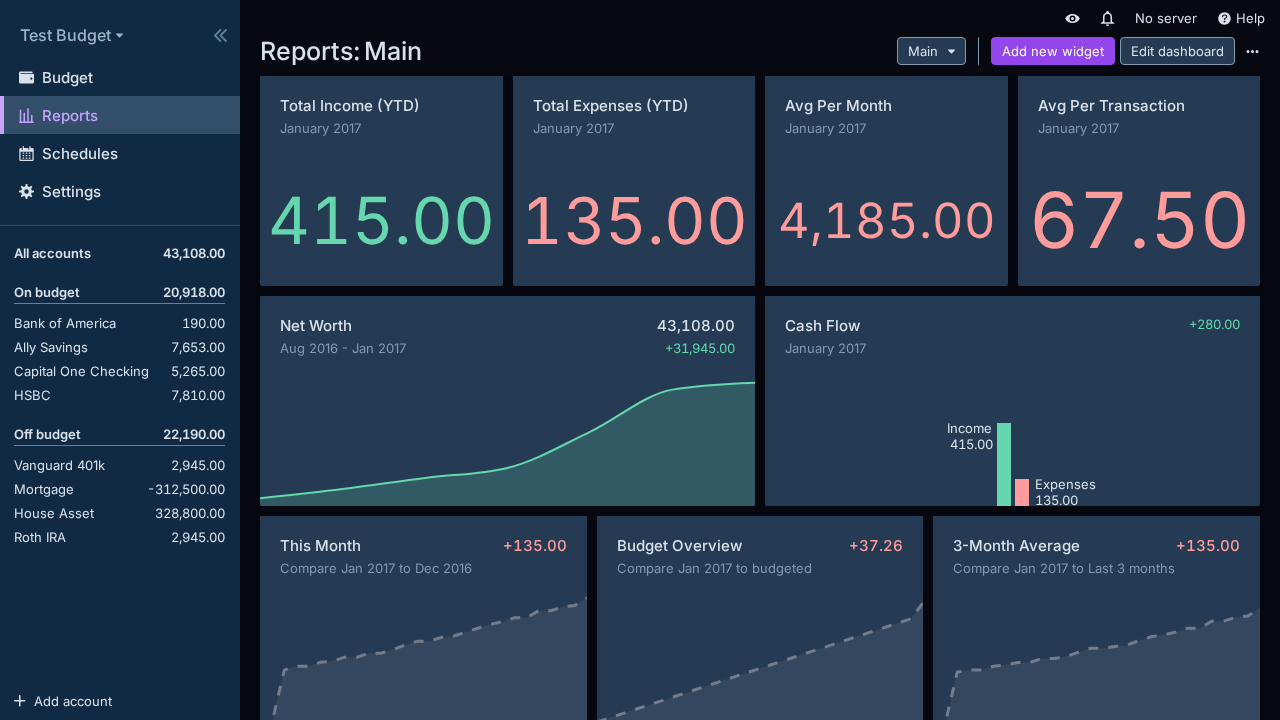 Test Budget
Budget
Reports
Schedules
Settings
All accounts 43,108.00
On budget 20,918.00
Bank of America 190.00
Ally Savings 7,653.00
Capital One Checking 5,265.00
HSBC 7,810.00
Off budget 22,190.00
Vanguard 401k 2,945.00
Mortgage -312,500.00
House Asset 328,800.00
Roth IRA 2,945.00
Add account
No server Help
Reports: Main
Main Add new widget Edit dashboard
Total Income (YTD)
January 2017
415.00
Total Expenses (YTD)
January 2017
135.00
Avg Per Month
January 2017
4,185.00
Avg Per Transaction
January 2017
67.50
Net Worth 43,108.00
Aug 2016 - Jan 2017 +31,945.00
Cash Flow +280.00
January 2017
Income
415.00
Expenses
135.00
This Month +135.00
Compare Jan 2017 to Dec 2016
Budget Overview +37.26
Compare Jan 2017 to budgeted
3-Month Average +135.00
Compare Jan 2017 to Last 3 months